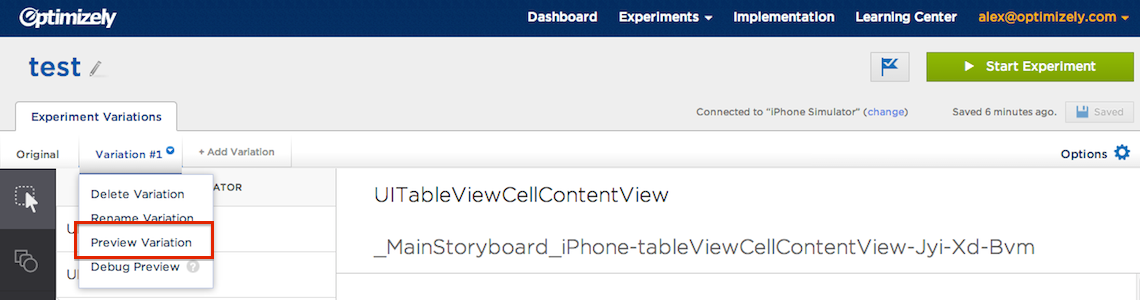 Optimizely Dashboard Experiments Implementation Learning Center alex@optimizely.com
test Start Experiment
Experiment Variations Connected to "iPhone Simulator" (change) Saved 6 minutes ago. Saved
Original Variation #1 + Add Variation Options
Delete Variation ATOR UITableViewCellContentView
Rename Variation
U
Preview Variation _MainStoryboard_iPhone-tableViewCellContentView-Jyi-Xd-Bvm
Debug Preview ?